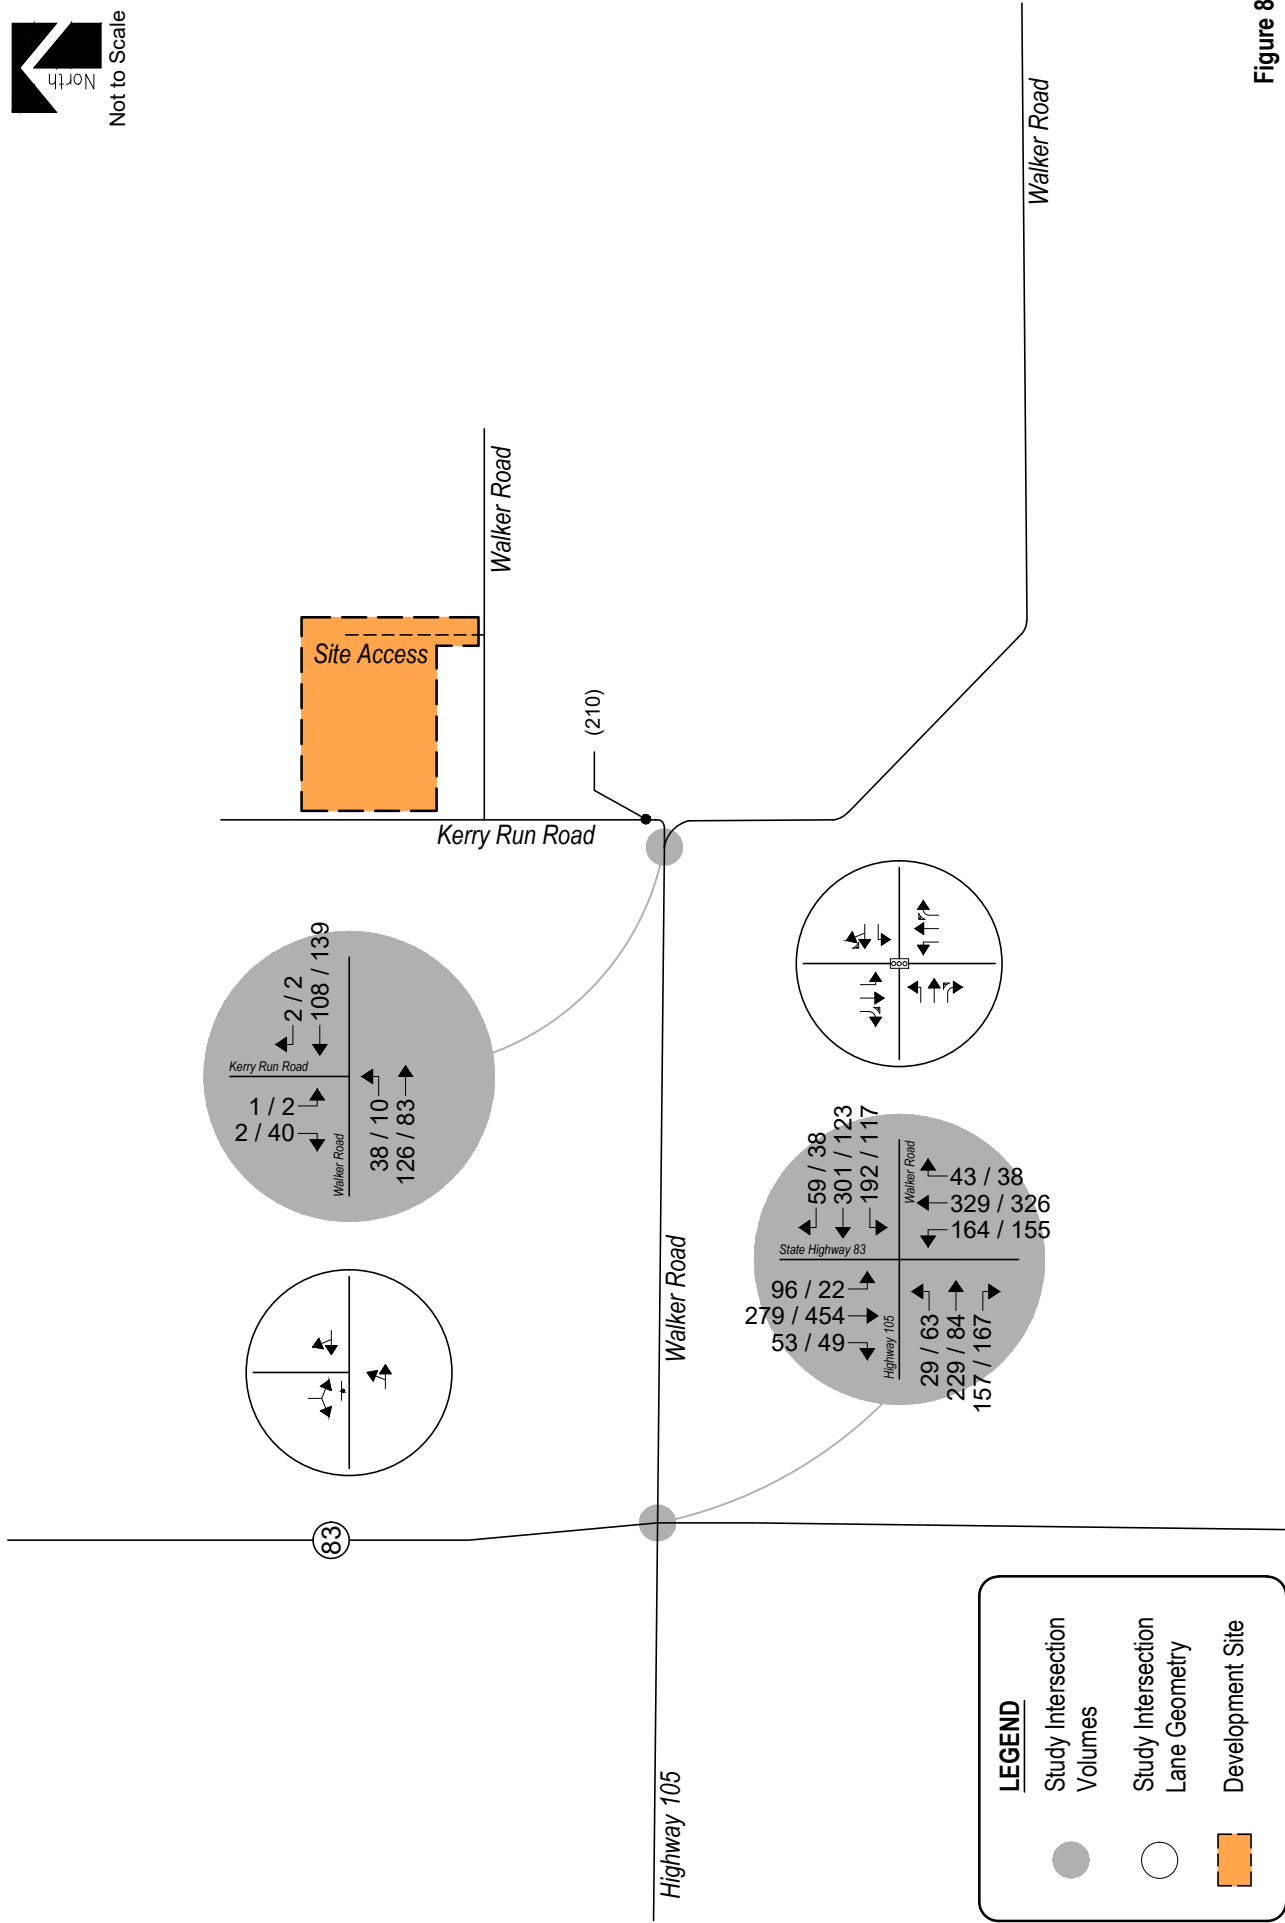 North
Not to Scale
Figure 8
Walker Road
Walker Road
Site Access
(210)
Kerry Run Road
2 / 2
108 / 139
Kerry Run Road
1 / 2
2 / 40
Walker Road
38 / 10
126 / 83
Walker Road
59 / 38
301 / 123
192 / 117
State Highway 83
Walker Road
43 / 38
329 / 326
164 / 155
96 / 22
279 / 454
53 / 49
Highway 105
29 / 63
229 / 84
157 / 167
83
Highway 105
LEGEND
Study Intersection
Volumes
Study Intersection
Lane Geometry
Development Site